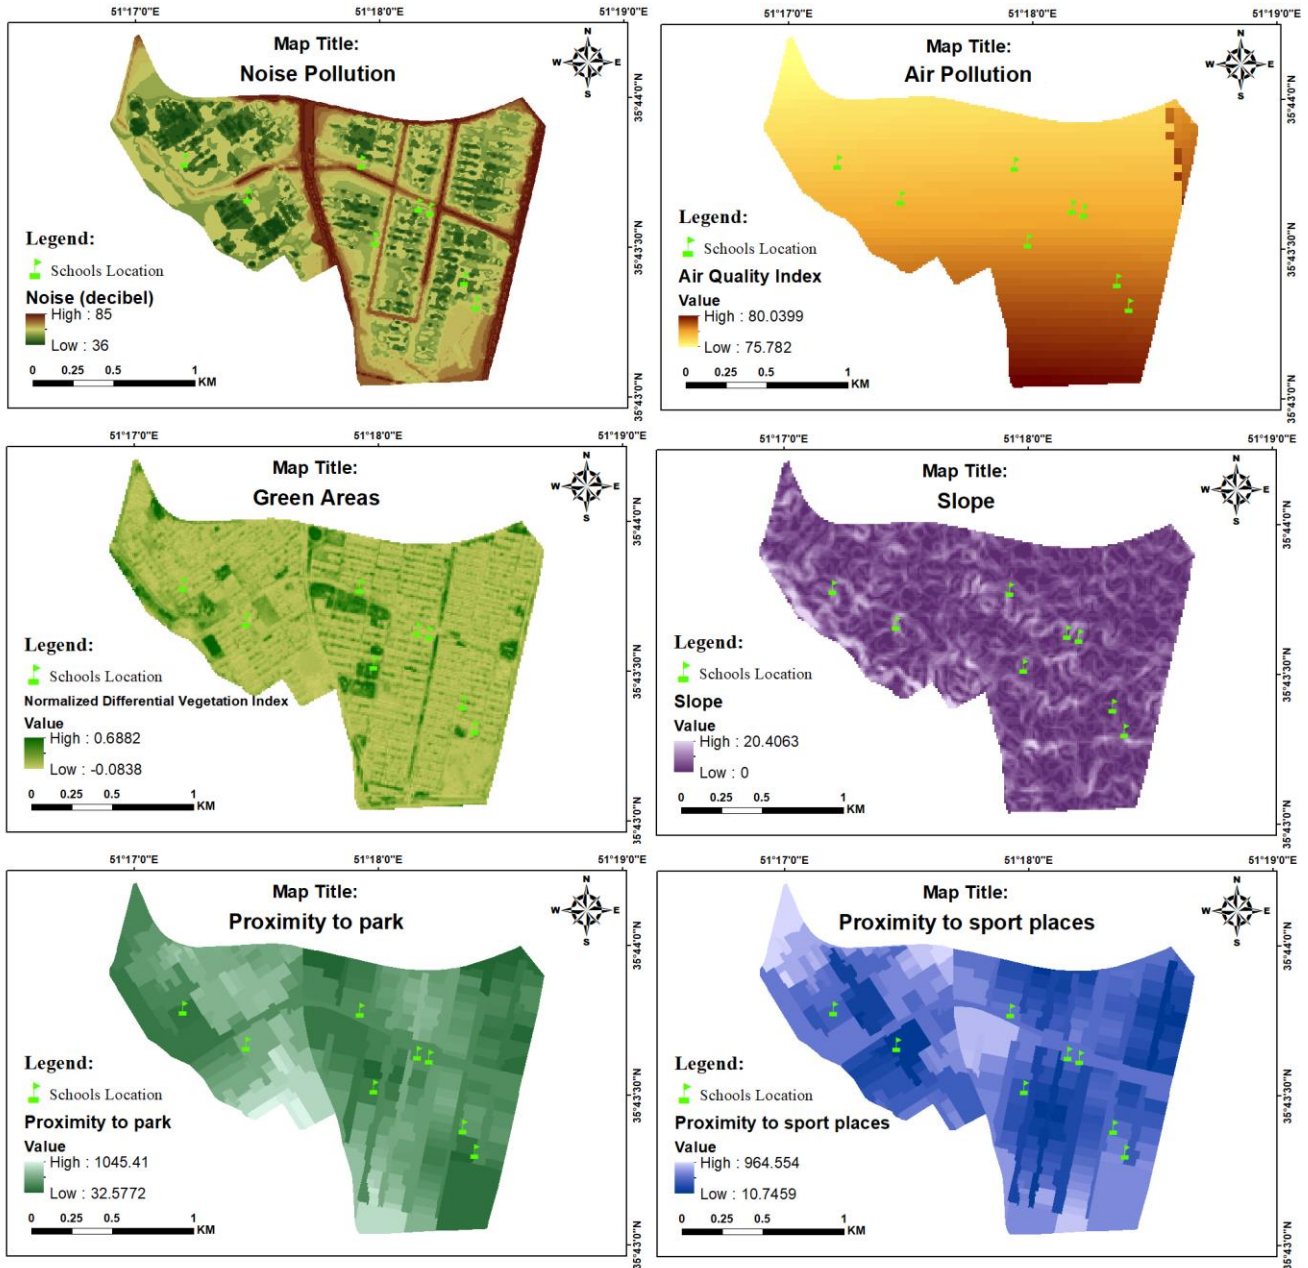 51°17'0"E 51°18'0"E 51°19'0"E
Map Title:
Noise Pollution
N
W E
S
35°44'0"N
35°43'30"N
35°43'0"N
Legend:
Schools Location
Noise (decibel)
High : 85
Low : 36
0 0.25 0.5 1
KM
51°17'0"E 51°18'0"E 51°19'0"E
Map Title:
Air Pollution
N
W E
S
35°44'0"N
35°43'30"N
35°43'0"N
Legend:
Schools Location
Air Quality Index
Value
High : 80.0399
Low : 75.782
0 0.25 0.5 1
KM
51°17'0"E 51°18'0"E 51°19'0"E
Map Title:
Green Areas
N
W E
S
35°44'0"N
35°43'30"N
35°43'0"N
Legend:
Schools Location
Normalized Differential Vegetation Index
Value
High : 0.6882
Low : -0.0838
0 0.25 0.5 1
KM
51°17'0"E 51°18'0"E 51°19'0"E
Map Title:
Slope
N
W E
S
35°44'0"N
35°43'30"N
35°43'0"N
Legend:
Schools Location
Slope
Value
High : 20.4063
Low : 0
0 0.25 0.5 1
KM
51°17'0"E 51°18'0"E 51°19'0"E
Map Title:
Proximity to park
N
W E
S
35°44'0"N
35°43'30"N
35°43'0"N
Legend:
Schools Location
Proximity to park
Value
High : 1045.41
Low : 32.5772
0 0.25 0.5 1
KM
51°17'0"E 51°18'0"E 51°19'0"E
Map Title:
Proximity to sport places
N
W E
S
35°44'0"N
35°43'30"N
35°43'0"N
Legend:
Schools Location
Proximity to sport places
Value
High : 964.554
Low : 10.7459
0 0.25 0.5 1
KM